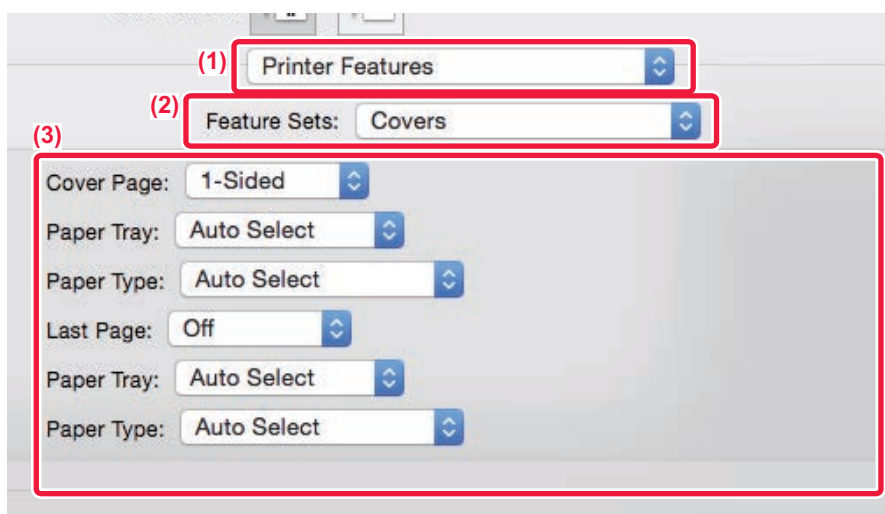 (1) Printer Features
(2) Feature Sets: Covers
(3)
Cover Page: 1-Sided
Paper Tray: Auto Select
Paper Type: Auto Select
Last Page: Off
Paper Tray: Auto Select
Paper Type: Auto Select